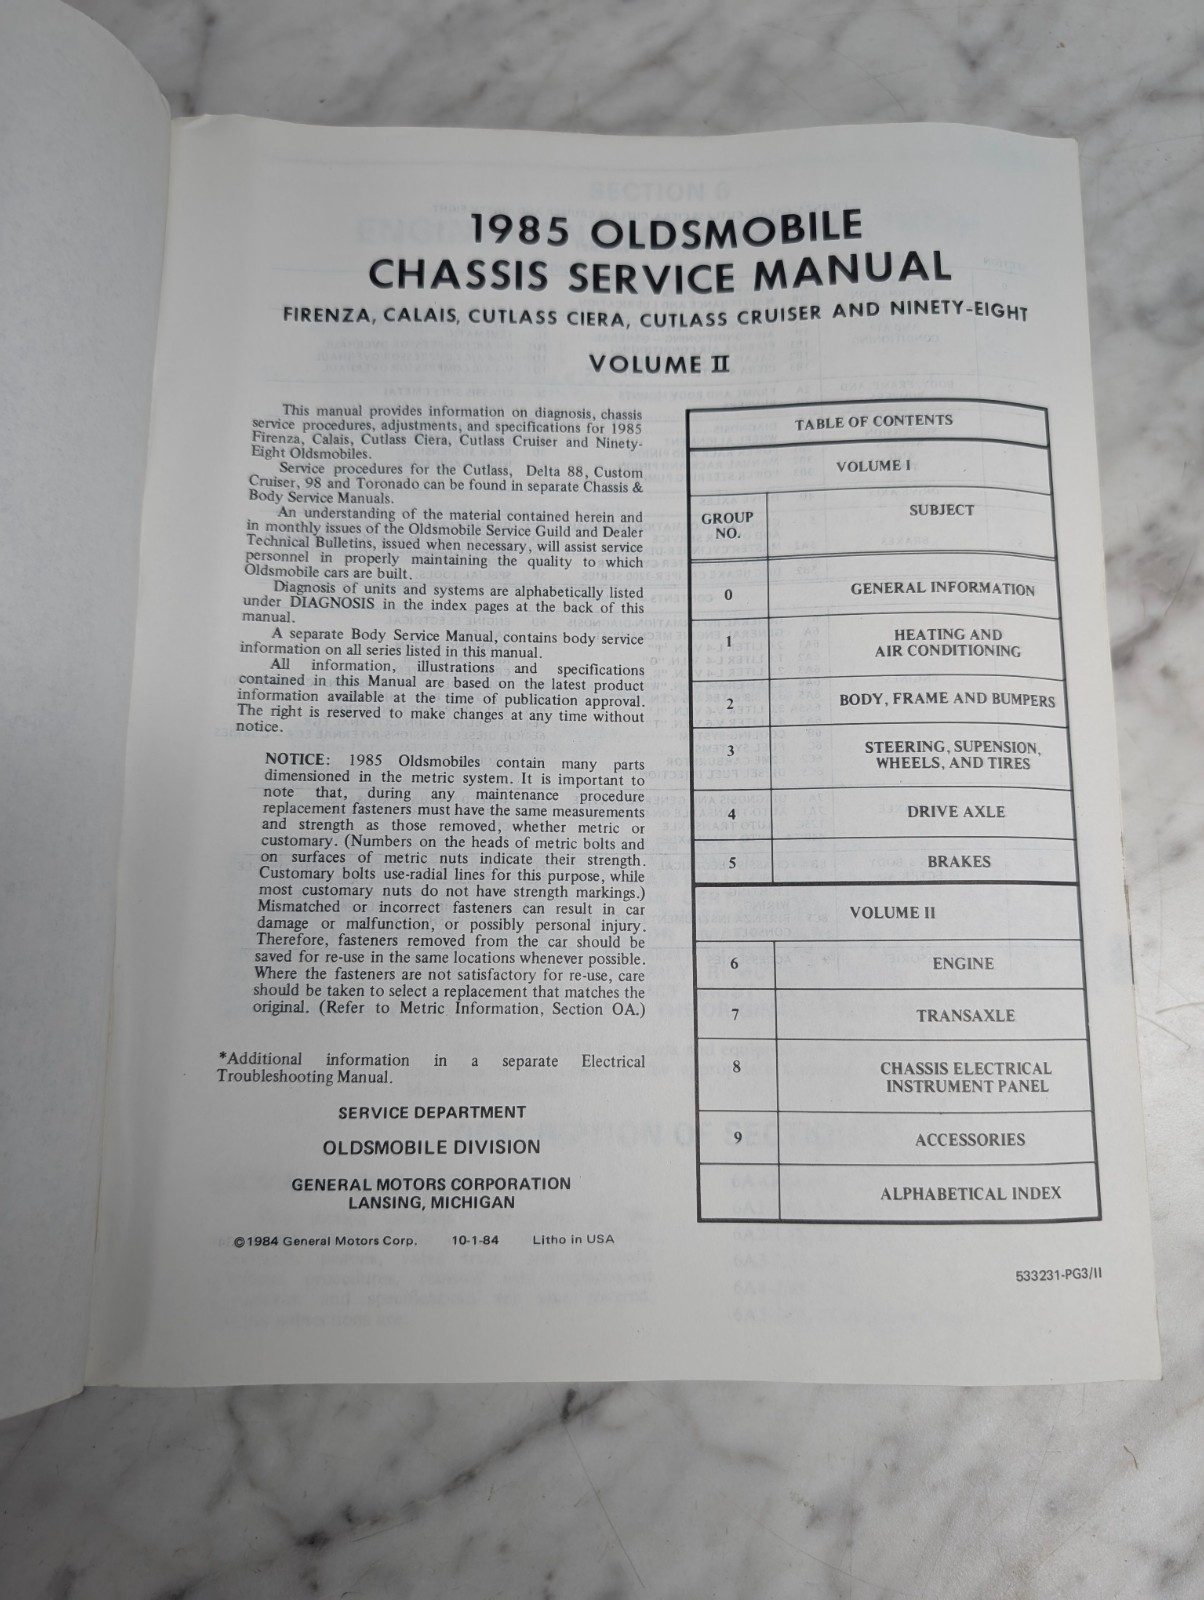 1985 OLDSMOBILE
CHASSIS SERVICE MANUAL
FIRENZA, CALAIS, CUTLASS CIERA, CUTLASS CRUISER AND NINETY-EIGHT
VOLUME II
This manual provides information on diagnosis, chassis
service procedures, adjustments, and specifications for 1985
Firenza, Calais, Cutlass Ciera, Cutlass Cruiser and Ninety-
Eight Oldsmobiles.
Service procedures for the Cutlass, Delta 88, Custom
Cruiser, 98 and Toronado can be found in separate Chassis &
Body Service Manuals.
An understanding of the material contained herein and
in monthly issues of the Oldsmobile Service Guild and Dealer
Technical Bulletins, issued when necessary, will assist service
personnel in properly maintaining the quality to which
Oldsmobile cars are built.
Diagnosis of units and systems are alphabetically listed
under DIAGNOSIS in the index pages at the back of this
manual.
A separate Body Service Manual, contains body service
information on all series listed in this manual.
All information, illustrations and specifications
contained in this Manual are based on the latest product
information available at the time of publication approval.
The right is reserved to make changes at any time without
notice.
NOTICE: 1985 Oldsmobiles contain many parts
dimensioned in the metric system. It is important to
note that, during any maintenance procedure
replacement fasteners must have the same measurements
and strength as those removed, whether metric or
customary. (Numbers on the heads of metric bolts and
on surfaces of metric nuts indicate their strength.
Customary bolts use-radial lines for this purpose, while
most customary nuts do not have strength markings.)
Mismatched or incorrect fasteners can result in car
damage or malfunction, or possibly personal injury.
Therefore, fasteners removed from the car should be
saved for re-use in the same locations whenever possible.
Where the fasteners are not satisfactory for re-use, care
should be taken to select a replacement that matches the
original. (Refer to Metric Information, Section OA.)
*Additional information in a separate Electrical
Troubleshooting Manual.
SERVICE DEPARTMENT
OLDSMOBILE DIVISION
GENERAL MOTORS CORPORATION
LANSING, MICHIGAN
©1984 General Motors Corp. 10-1-84 Litho in USA
TABLE OF CONTENTS
VOLUME I
GROUP NO. SUBJECT
0 GENERAL INFORMATION
1 HEATING AND
AIR CONDITIONING
2 BODY, FRAME AND BUMPERS
3 STEERING, SUPENSION,
WHEELS, AND TIRES
4 DRIVE AXLE
5 BRAKES
VOLUME II
6 ENGINE
7 TRANSAXLE
8 CHASSIS ELECTRICAL
INSTRUMENT PANEL
9 ACCESSORIES
ALPHABETICAL INDEX
533231-PG3/II